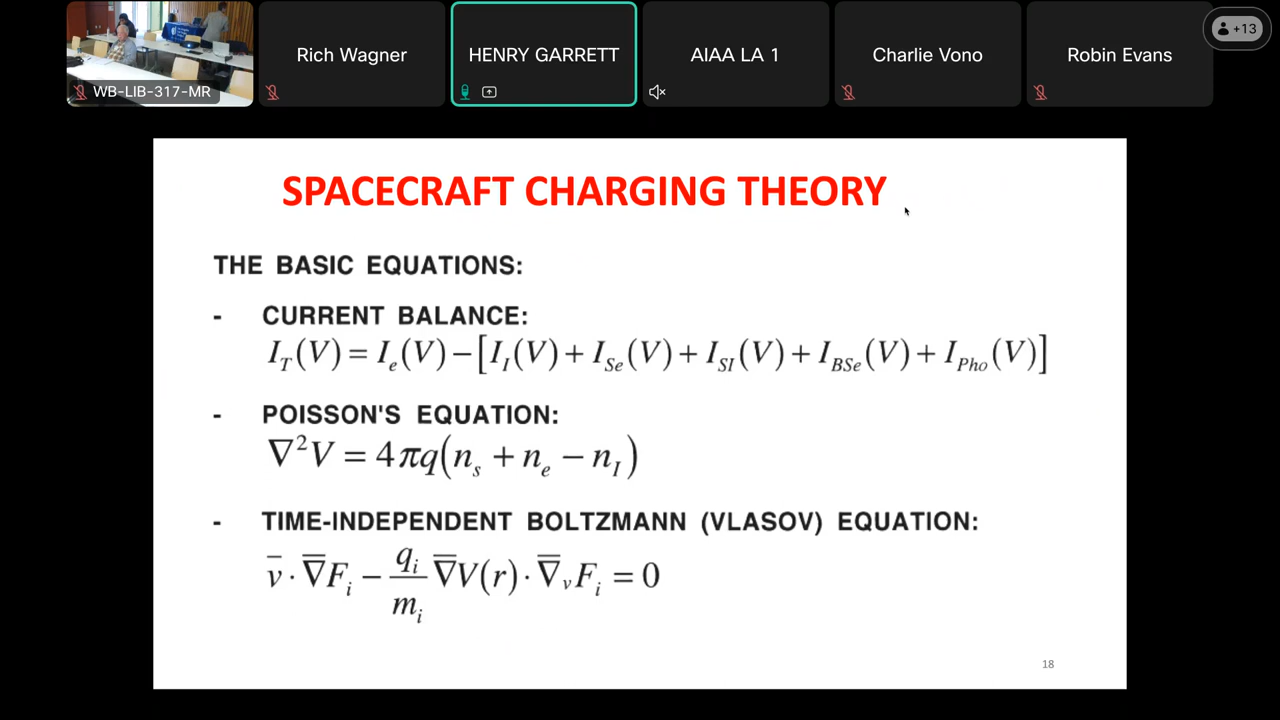 Rich Wagner
HENRY GARRETT
AIAA LA 1
Charlie Vono
Robin Evans
+13
WB-LIB-317-MR
SPACECRAFT CHARGING THEORY
THE BASIC EQUATIONS:
- CURRENT BALANCE:
I_T(V) = I_e(V) − [I_I(V) + I_Se(V) + I_SI(V) + I_BSe(V) + I_Pho(V)]
- POISSON'S EQUATION:
∇²V = 4πq(n_s + n_e − n_I)
- TIME-INDEPENDENT BOLTZMANN (VLASOV) EQUATION:
v̄ · ∇̄F_i − q_i/m_i ∇̄V(r) · ∇̄_v F_i = 0
18